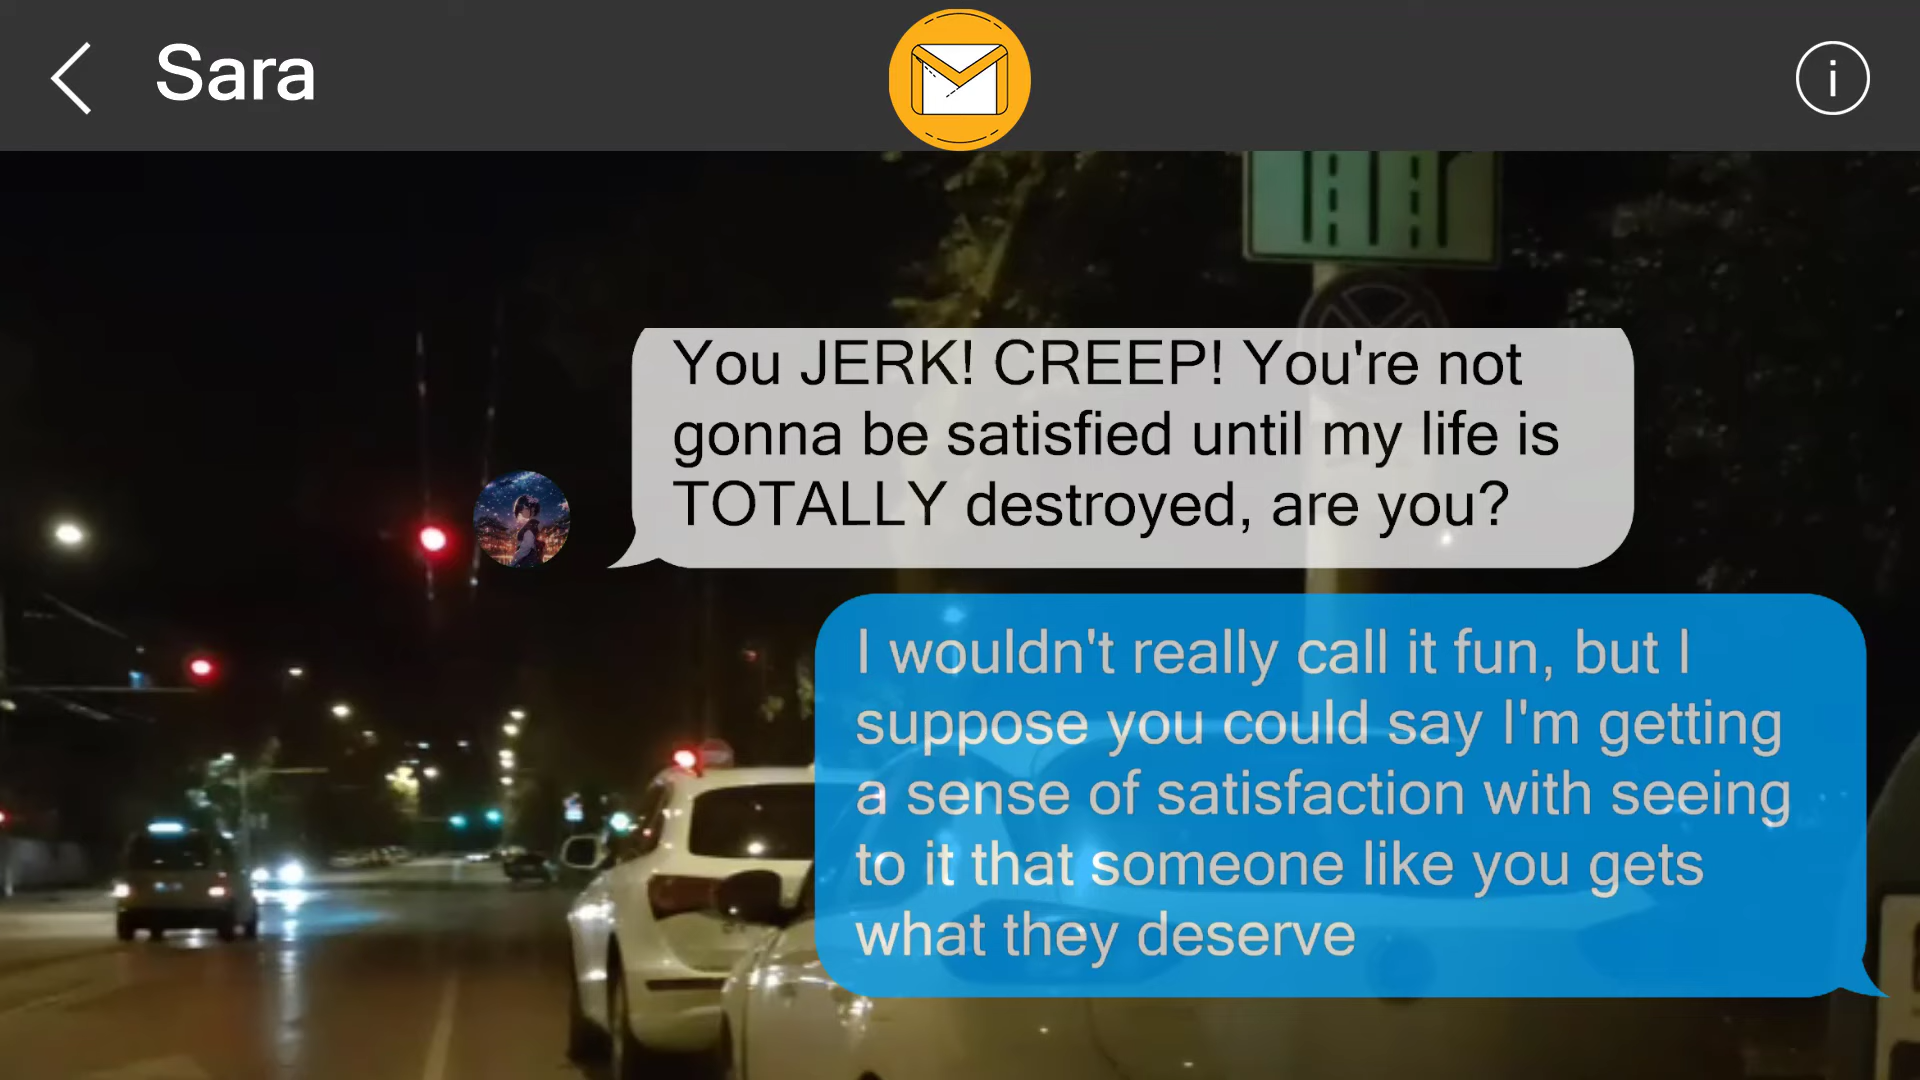 Sara
i
You JERK! CREEP! You're not
gonna be satisfied until my life is
TOTALLY destroyed, are you?
I wouldn't really call it fun, but I
suppose you could say I'm getting
a sense of satisfaction with seeing
to it that someone like you gets
what they deserve